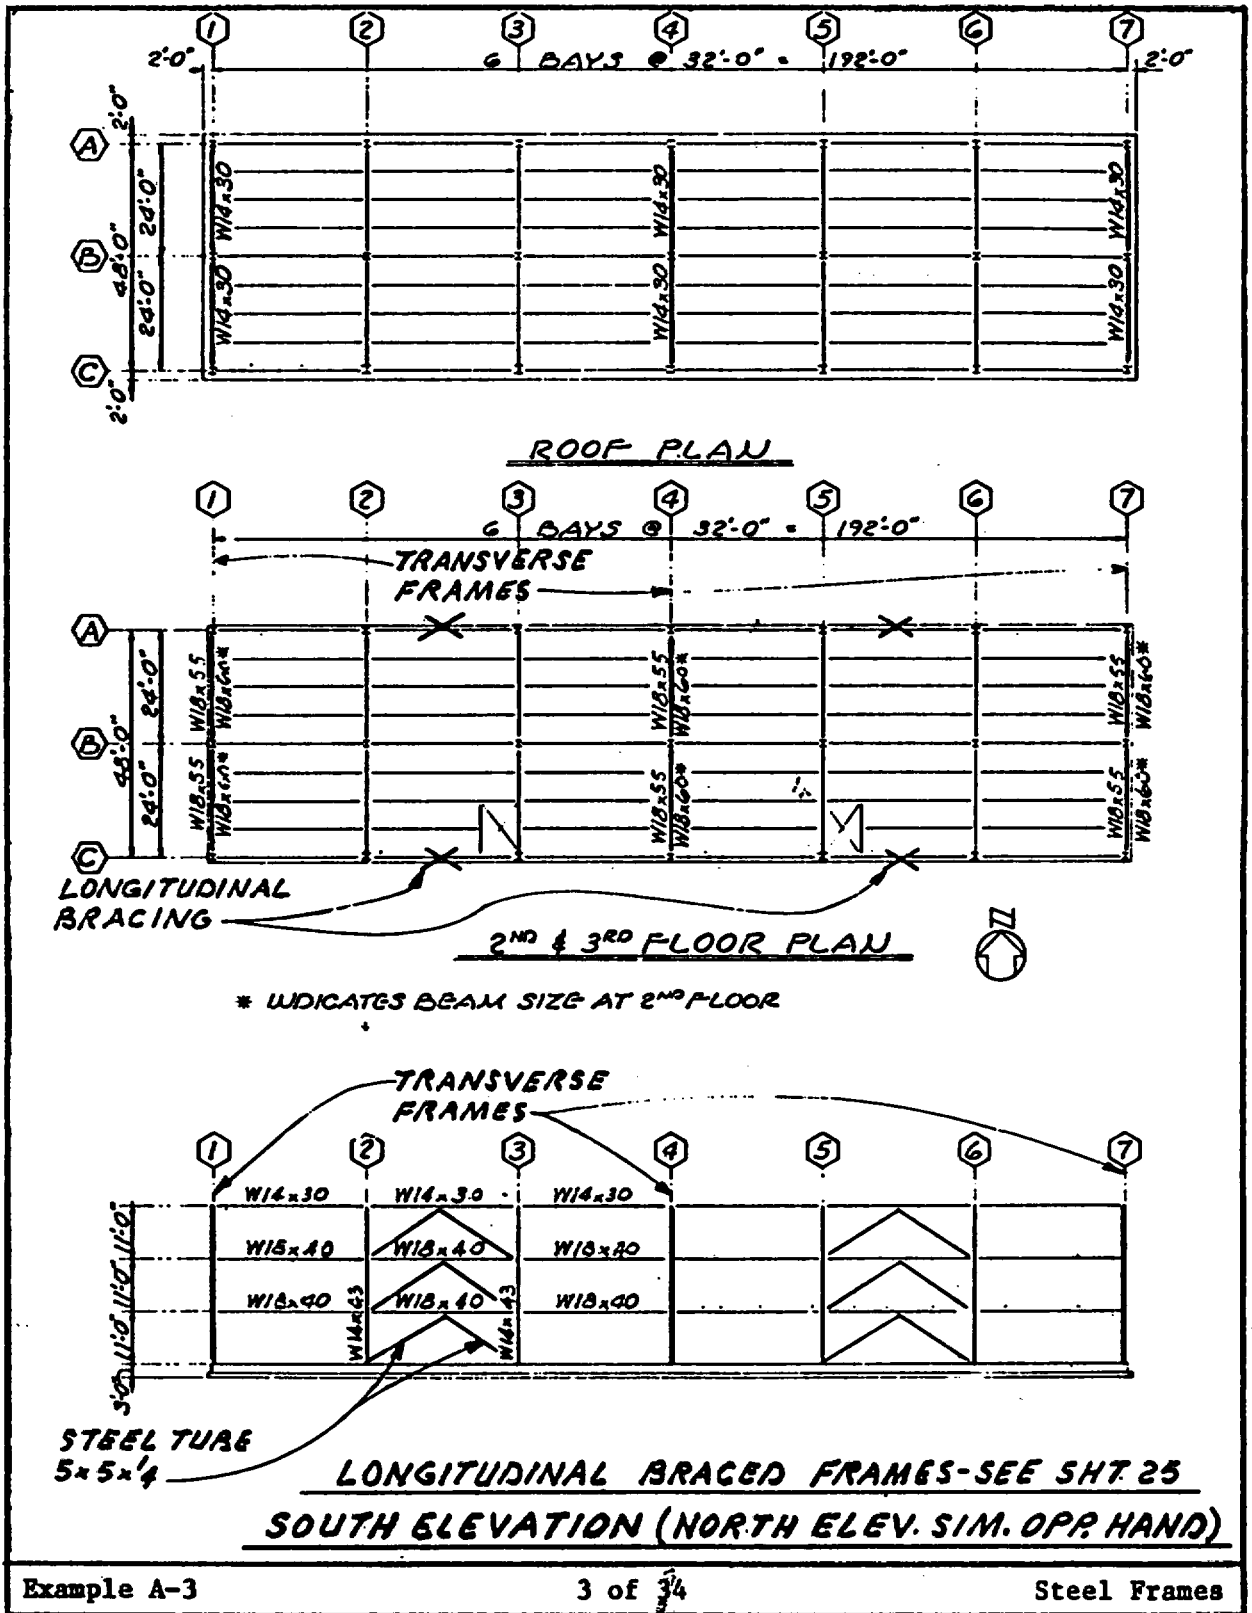 1 2 3 4 5 6 7
2'-0" 6 BAYS @ 32'-0" = 192'-0" 2'-0"
2'-0"
A
24'-0"
W14x30 W14x30 W14x30
B
48'-0"
24'-0"
W14x30 W14x30 W14x30
C
2'-0"
ROOF PLAN
1 2 3 4 5 6 7
6 BAYS @ 32'-0" = 192'-0"
TRANSVERSE
FRAMES
A
24'-0"
W18x55 W18x60* W18x55 W18x60* W18x55 W18x60*
B
48'-0"
24'-0"
W18x55 W18x60* W18x55 W18x60* W18x55 W18x60*
C
LONGITUDINAL
BRACING
2ND & 3RD FLOOR PLAN
N
* INDICATES BEAM SIZE AT 2ND FLOOR
TRANSVERSE
FRAMES
1 2 3 4 5 6 7
W14x30 W14x30 W14x30
11'-0"
W18x40 W18x40 W18x40
11'-0"
W18x40 W18x40 W18x40
11'-0"
W14x43 W14x43
3'-0"
STEEL TUBE
5x5x1/4
LONGITUDINAL BRACED FRAMES-SEE SHT. 25
SOUTH ELEVATION (NORTH ELEV. SIM. OPP. HAND)
Example A-3 3 of 34 Steel Frames